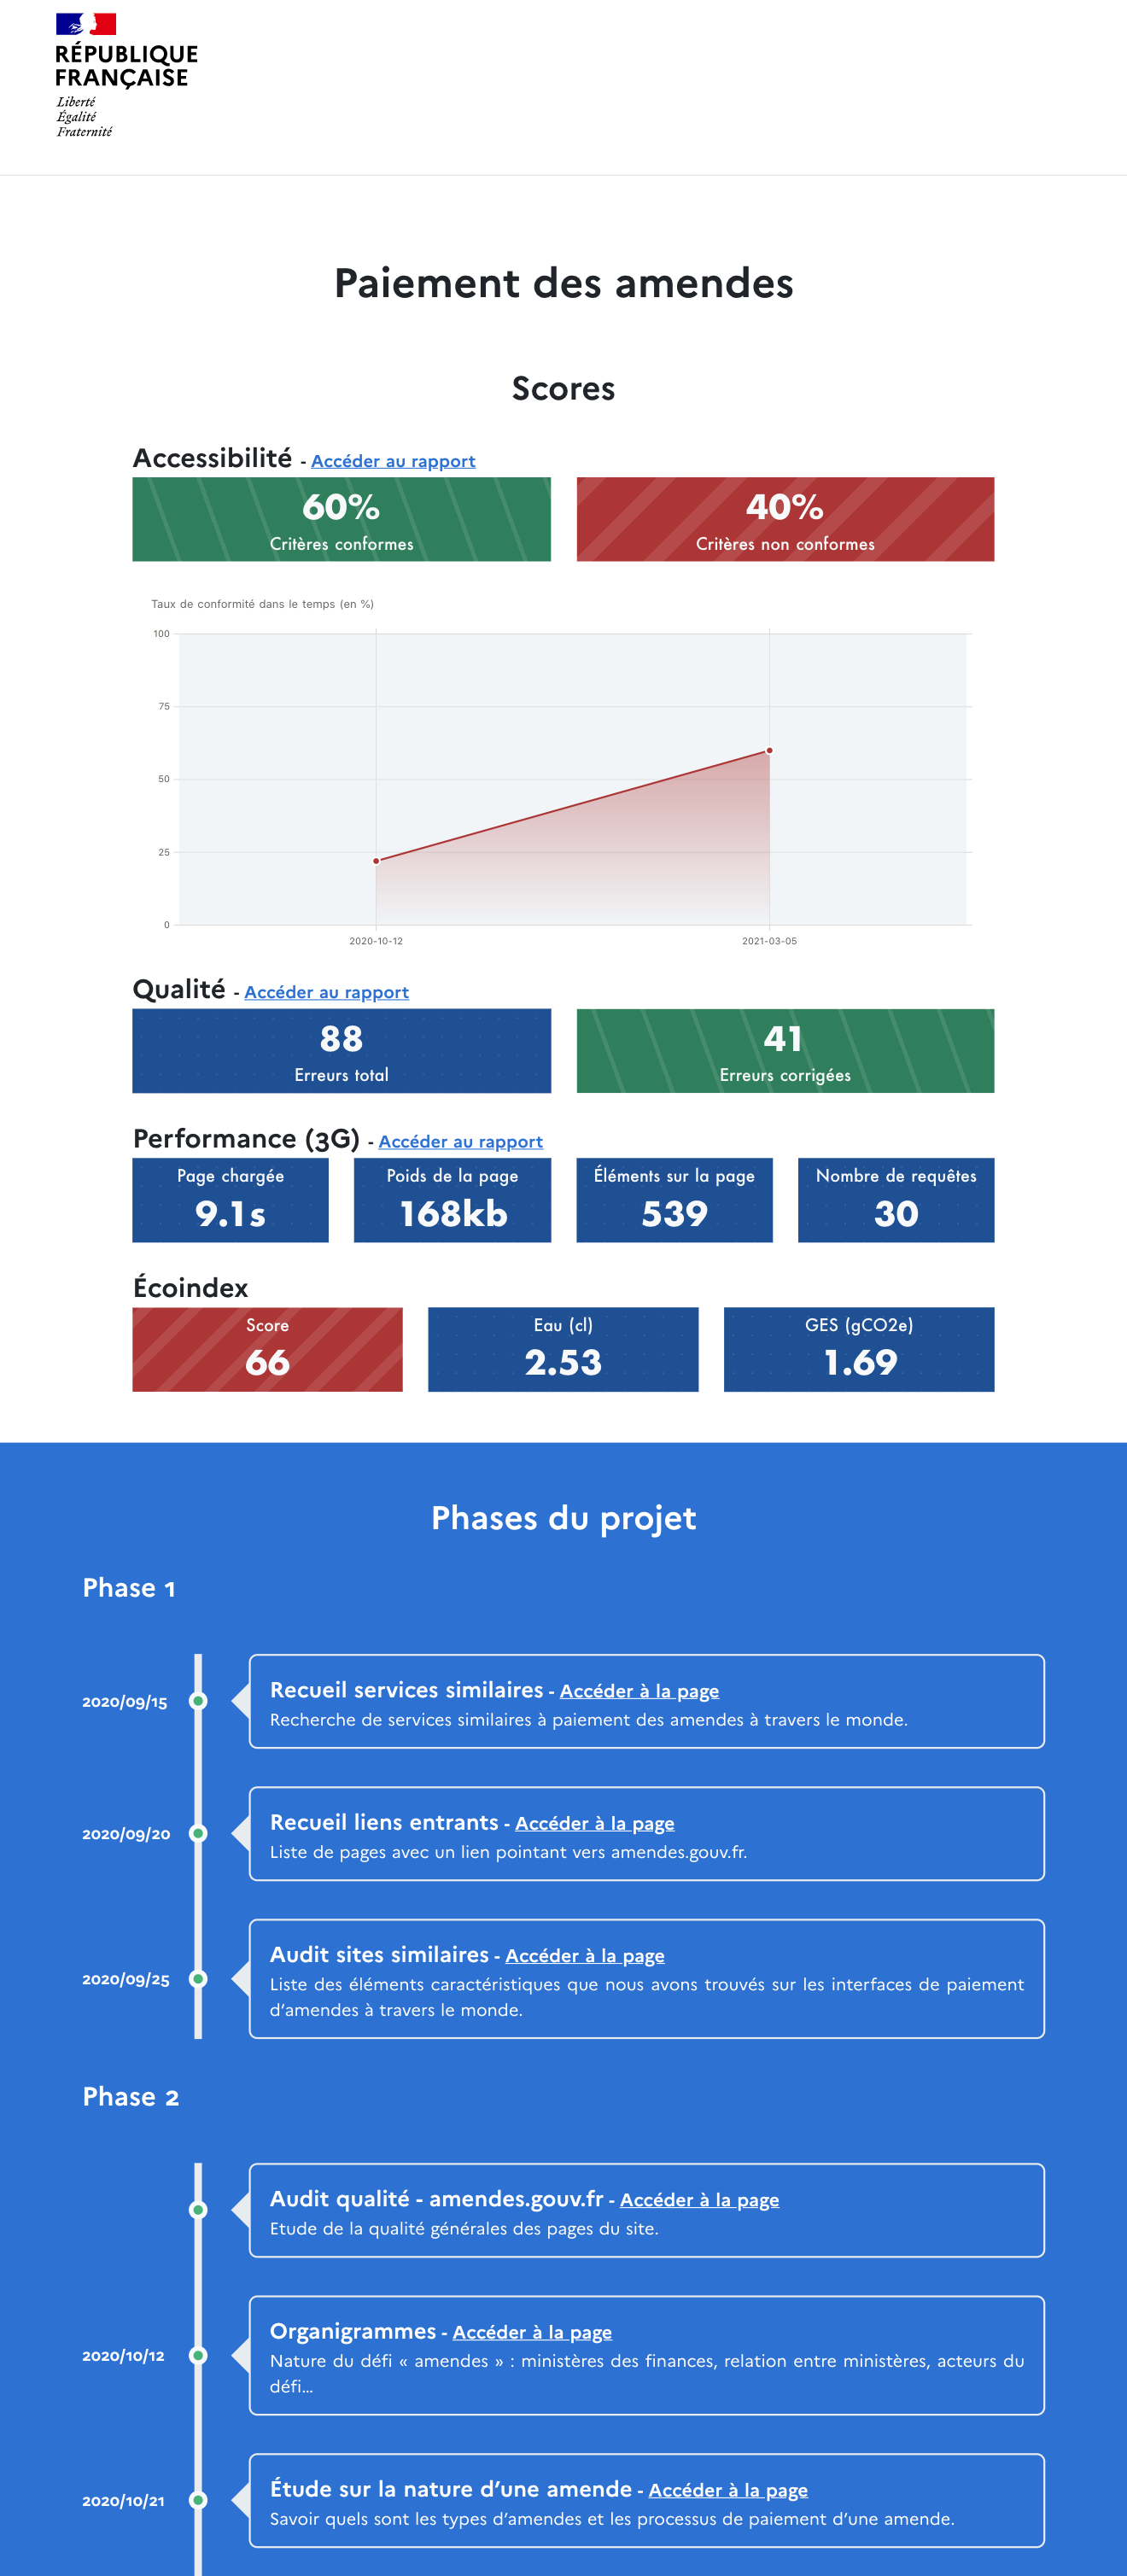 RÉPUBLIQUE
FRANÇAISE
Liberté
Égalité
Fraternité
Paiement des amendes
Scores
Accessibilité - Accéder au rapport
60%
Critères conformes
40%
Critères non conformes
Taux de conformité dans le temps (en %)
100
75
50
25
0
2020-10-12
2021-03-05
Qualité - Accéder au rapport
88
Erreurs total
41
Erreurs corrigées
Performance (3G) - Accéder au rapport
Page chargée
9.1s
Poids de la page
168kb
Éléments sur la page
539
Nombre de requêtes
30
Écoindex
Score
66
Eau (cl)
2.53
GES (gCO2e)
1.69
Phases du projet
Phase 1
2020/09/15
Recueil services similaires - Accéder à la page
Recherche de services similaires à paiement des amendes à travers le monde.
2020/09/20
Recueil liens entrants - Accéder à la page
Liste de pages avec un lien pointant vers amendes.gouv.fr.
2020/09/25
Audit sites similaires - Accéder à la page
Liste des éléments caractéristiques que nous avons trouvés sur les interfaces de paiement
d’amendes à travers le monde.
Phase 2
Audit qualité - amendes.gouv.fr - Accéder à la page
Etude de la qualité générales des pages du site.
2020/10/12
Organigrammes - Accéder à la page
Nature du défi « amendes » : ministères des finances, relation entre ministères, acteurs du
défi…
2020/10/21
Étude sur la nature d’une amende - Accéder à la page
Savoir quels sont les types d’amendes et les processus de paiement d’une amende.